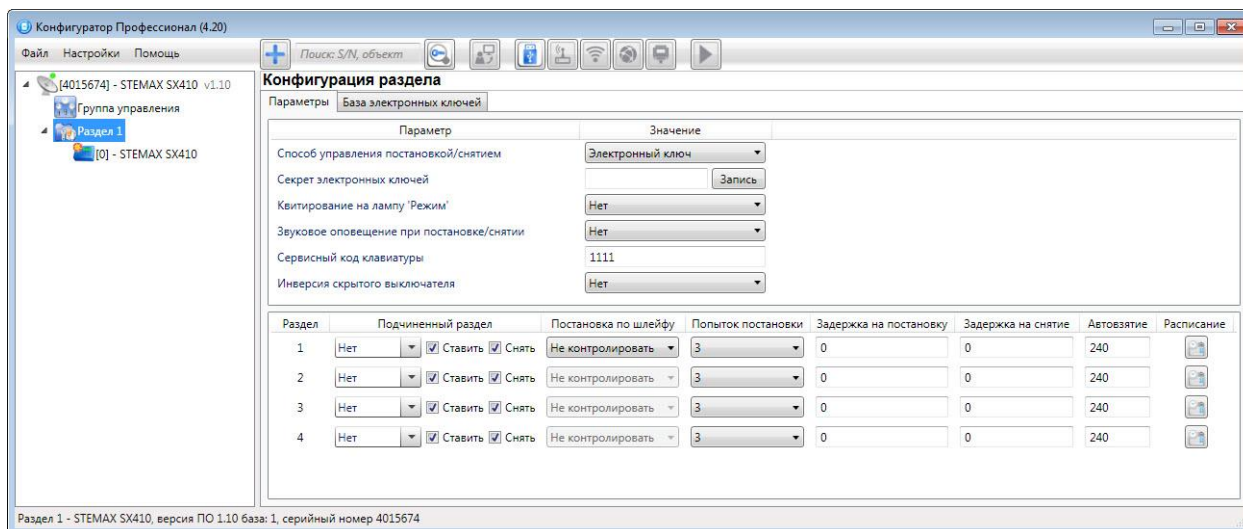 Конфигуратор Профессионал (4.20)
Файл Настройки Помощь Поиск: S/N, объект
[4015674] - STEMAX SX410 v1.10
Группа управления
Раздел 1
[0] - STEMAX SX410
Конфигурация раздела
Параметры База электронных ключей
Параметр Значение
Способ управления постановкой/снятием Электронный ключ
Секрет электронных ключей Запись
Квитирование на лампу 'Режим' Нет
Звуковое оповещение при постановке/снятии Нет
Сервисный код клавиатуры 1111
Инверсия скрытого выключателя Нет
Раздел Подчиненный раздел Постановка по шлейфу Попыток постановки Задержка на постановку Задержка на снятие Автовзятие Расписание
1 Нет Ставить Снять Не контролировать 3 0 0 240
2 Нет Ставить Снять Не контролировать 3 0 0 240
3 Нет Ставить Снять Не контролировать 3 0 0 240
4 Нет Ставить Снять Не контролировать 3 0 0 240
Раздел 1 - STEMAX SX410, версия ПО 1.10 база: 1, серийный номер 4015674